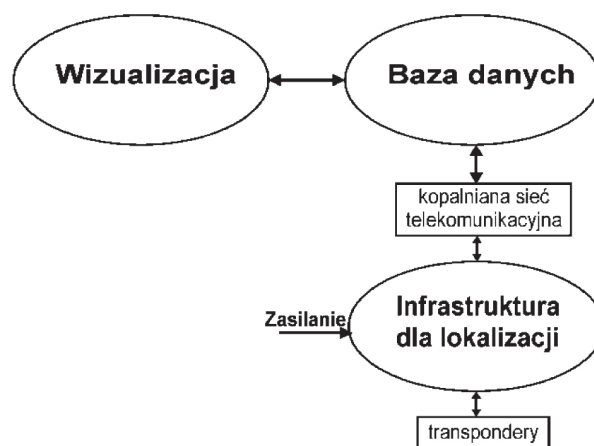 Wizualizacja
Baza danych
kopalniana sieć
telekomunikacyjna
Zasilanie
Infrastruktura
dla lokalizacji
transpondery